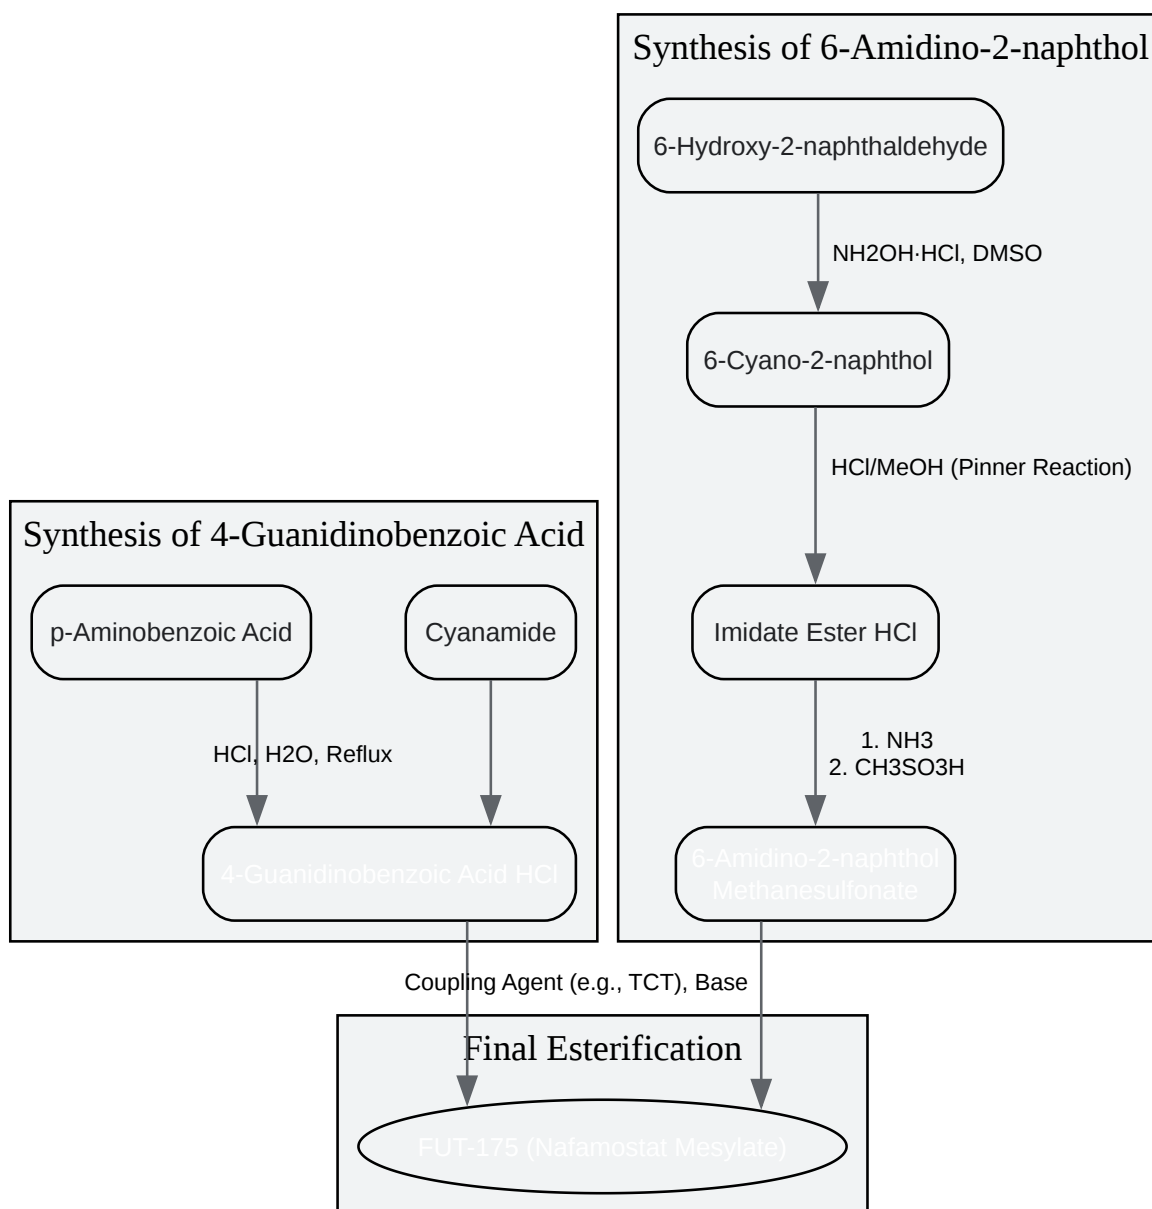 Synthesis of 6-Amidino-2-naphthol
6-Hydroxy-2-naphthaldehyde
NH2OH·HCl, DMSO
6-Cyano-2-naphthol
HCl/MeOH (Pinner Reaction)
Imidate Ester HCl
1. NH3
2. CH3SO3H
6-Amidino-2-naphthol
Methanesulfonate
Synthesis of 4-Guanidinobenzoic Acid
p-Aminobenzoic Acid
Cyanamide
HCl, H2O, Reflux
4-Guanidinobenzoic Acid HCl
Coupling Agent (e.g., TCT), Base
Final Esterification
FUT-175 (Nafamostat Mesylate)